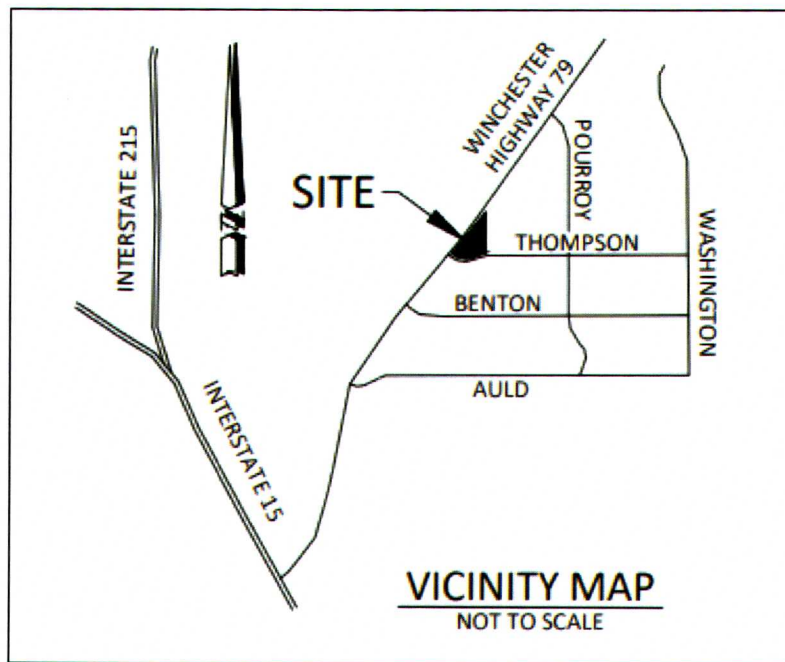 INTERSTATE 215
N
WINCHESTER
HIGHWAY 79
POURROY
SITE
THOMPSON
WASHINGTON
BENTON
AULD
INTERSTATE 15
VICINITY MAP
NOT TO SCALE